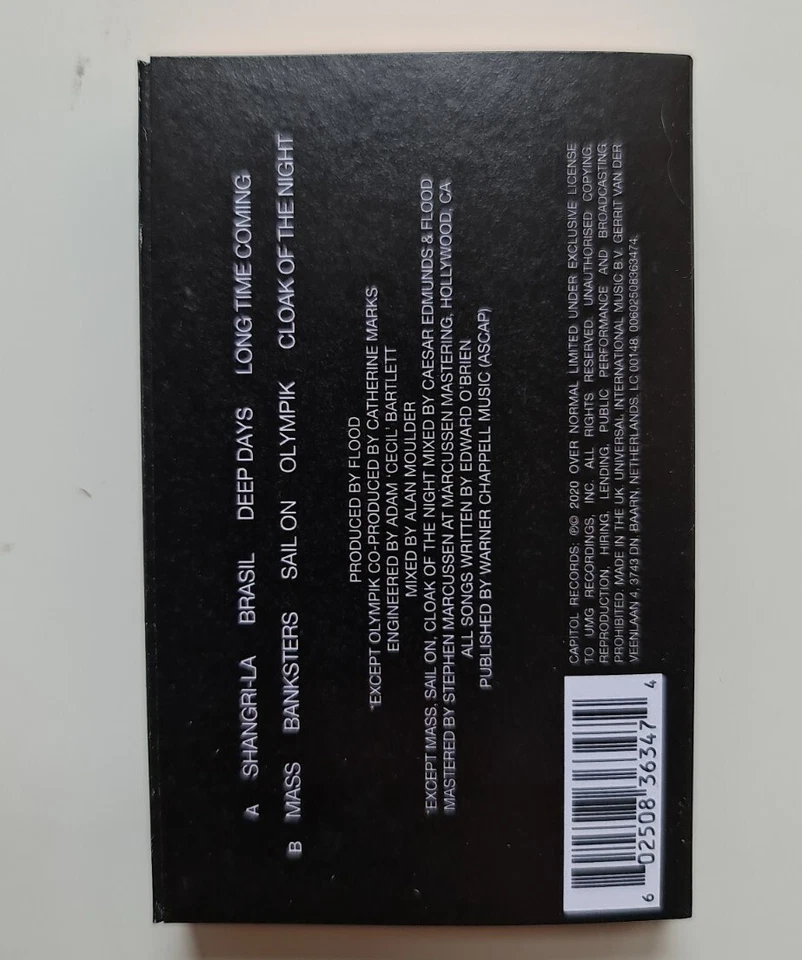 A SHANGRI-LA BRASIL DEEP DAYS LONG TIME COMING
B MASS BANKSTERS SAIL ON OLYMPIK CLOAK OF THE NIGHT
PRODUCED BY FLOOD
*EXCEPT OLYMPIK CO-PRODUCED BY CATHERINE MARKS
ENGINEERED BY ADAM 'CECIL' BARTLETT
MIXED BY ALAN MOULDER
*EXCEPT MASS, SAIL ON, CLOAK OF THE NIGHT MIXED BY CAESAR EDMUNDS & FLOOD
MASTERED BY STEPHEN MARCUSSEN AT MARCUSSEN MASTERING, HOLLYWOOD, CA
ALL SONGS WRITTEN BY EDWARD O'BRIEN
PUBLISHED BY WARNER CHAPPELL MUSIC (ASCAP)
CAPITOL RECORDS: ℗© 2020 OVER NORMAL LIMITED UNDER EXCLUSIVE LICENSE
TO UMG RECORDINGS, INC. ALL RIGHTS RESERVED. UNAUTHORISED COPYING,
REPRODUCTION, HIRING, LENDING, PUBLIC PERFORMANCE AND BROADCASTING
PROHIBITED. MADE IN THE UK. UNIVERSAL INTERNATIONAL MUSIC B.V. GERRIT VAN DER
VEENLAAN 4, 3743 DN, BAARN, NETHERLANDS. LC 00148. 00602508363474.
6 02508 36347 4